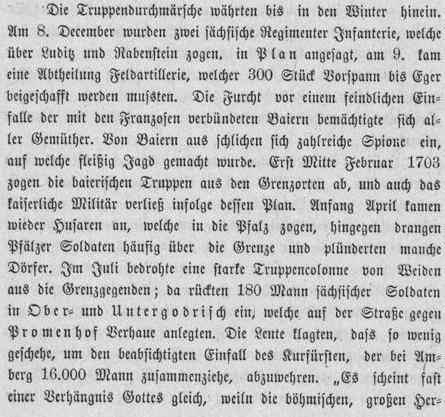 Die Truppendurchmärsche währten bis in den Winter hinein.
Am 8. December wurden zwei sächsische Regimenter Infanterie, welche
über Luditz und Rabenstein zogen, in Plan angesagt, am 9. kam
eine Abtheilung Feldartillerie, welcher 300 Stück Vorspann bis Eger
beigeschafft werden mussten. Die Furcht vor einem feindlichen Ein-
falle der mit den Franzosen verbündeten Baiern bemächtigte sich al-
ler Gemüther. Von Baiern aus schlichen sich zahlreiche Spione ein,
auf welche fleißig Jagd gemacht wurde. Erst Mitte Februar 1703
zogen die baierischen Truppen aus den Grenzorten ab, und auch das
kaiserliche Militär verließ infolge dessen Plan. Anfang April kamen
wieder Husaren an, welche in die Pfalz zogen, hingegen drangen
Pfälzer Soldaten häufig über die Grenze und plünderten manche
Dörfer. Im Juli bedrohte eine starke Truppencolonne von Weiden
aus die Grenzgegenden; da rückten 180 Mann sächsischer Soldaten
in Ober- und Untergodrisch ein, welche auf der Straße gegen
Promenhof Verhaue anlegten. Die Leute klagten, dass so wenig
geschehe, um den beabsichtigten Einfall des Kurfürsten, der bei Am-
berg 16.000 Mann zusammenziehe, abzuwehren. „Es scheint fast
einer Verhängnis Gottes gleich, weiln die böhmischen, großen Her-